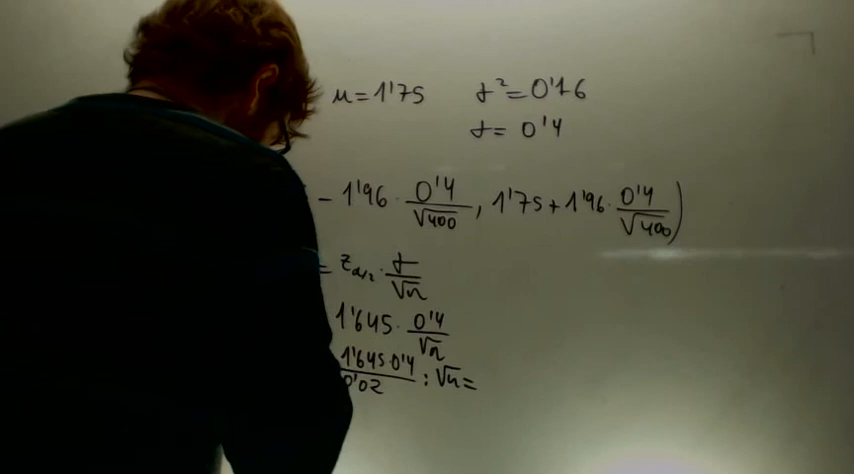 μ = 1'75   σ² = 0'16
σ = 0'4
- 1'96 · 0'4/√400 , 1'75 + 1'96 · 0'4/√400 )
= z α/2 · σ/√n
1'645 · 0'4/√n
1'645·0'4/0'02 ; √n =